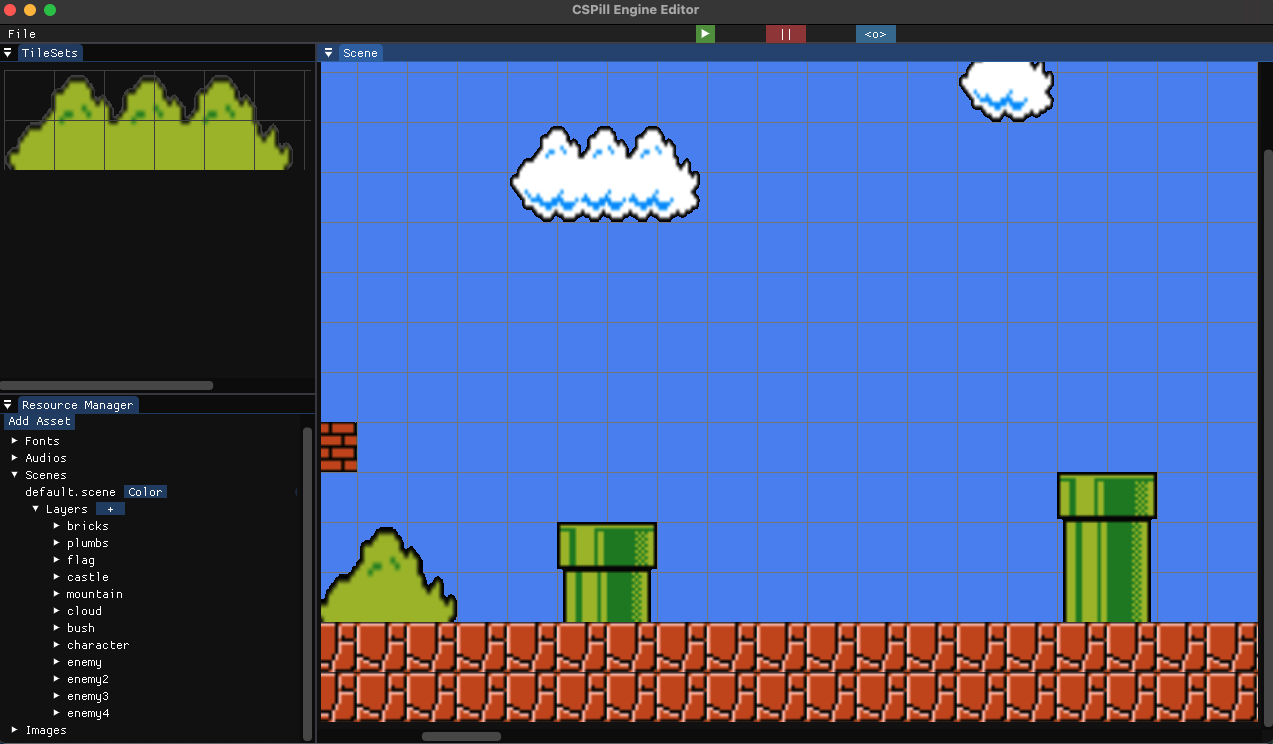 CSPill Engine Editor
File
<o>
TileSets
Scene
Resource Manager
Add Asset
Fonts
Audios
Scenes
default.scene Color
Layers +
bricks
plumbs
flag
castle
mountain
cloud
bush
character
enemy
enemy2
enemy3
enemy4
Images